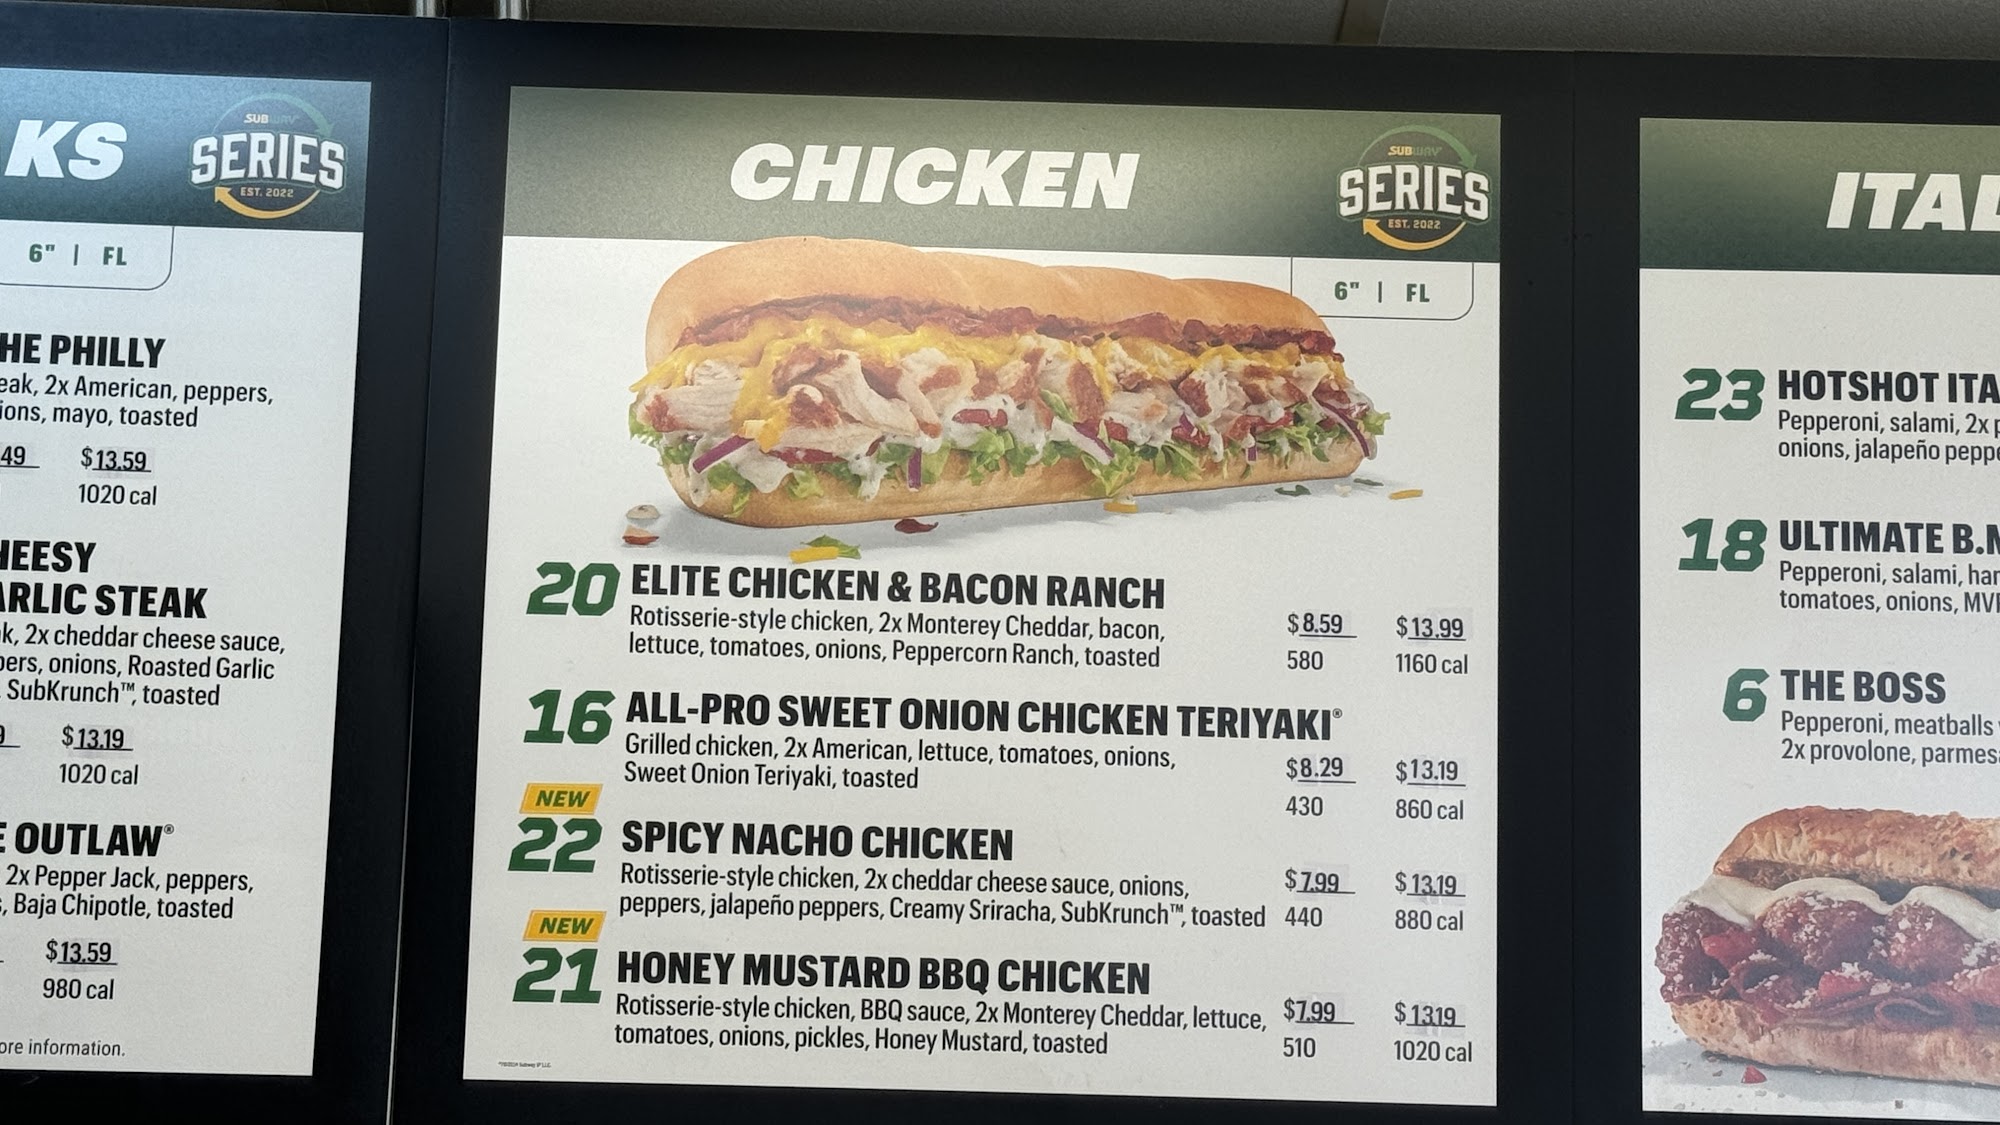 KS
SUBWAY
SERIES
EST. 2022
6" | FL
HE PHILLY
eak, 2x American, peppers,
ions, mayo, toasted
49 $13.59
1020 cal
HEESY
ARLIC STEAK
k, 2x cheddar cheese sauce,
pers, onions, Roasted Garlic
, SubKrunch™, toasted
9 $13.19
1020 cal
E OUTLAW®
2x Pepper Jack, peppers,
s, Baja Chipotle, toasted
$13.59
980 cal
ore information.
CHICKEN
SUBWAY
SERIES
EST. 2022
6" | FL
20 ELITE CHICKEN & BACON RANCH
Rotisserie-style chicken, 2x Monterey Cheddar, bacon,
lettuce, tomatoes, onions, Peppercorn Ranch, toasted
$8.59 $13.99
580 1160 cal
16 ALL-PRO SWEET ONION CHICKEN TERIYAKI®
Grilled chicken, 2x American, lettuce, tomatoes, onions,
Sweet Onion Teriyaki, toasted
$8.29 $13.19
430 860 cal
NEW
22 SPICY NACHO CHICKEN
Rotisserie-style chicken, 2x cheddar cheese sauce, onions,
peppers, jalapeño peppers, Creamy Sriracha, SubKrunch™, toasted
$7.99 $13.19
440 880 cal
NEW
21 HONEY MUSTARD BBQ CHICKEN
Rotisserie-style chicken, BBQ sauce, 2x Monterey Cheddar, lettuce,
tomatoes, onions, pickles, Honey Mustard, toasted
$7.99 $13.19
510 1020 cal
ITAL
23 HOTSHOT ITA
Pepperoni, salami, 2x p
onions, jalapeño peppe
18 ULTIMATE B.M
Pepperoni, salami, ham
tomatoes, onions, MVP
6 THE BOSS
Pepperoni, meatballs
2x provolone, parmesa